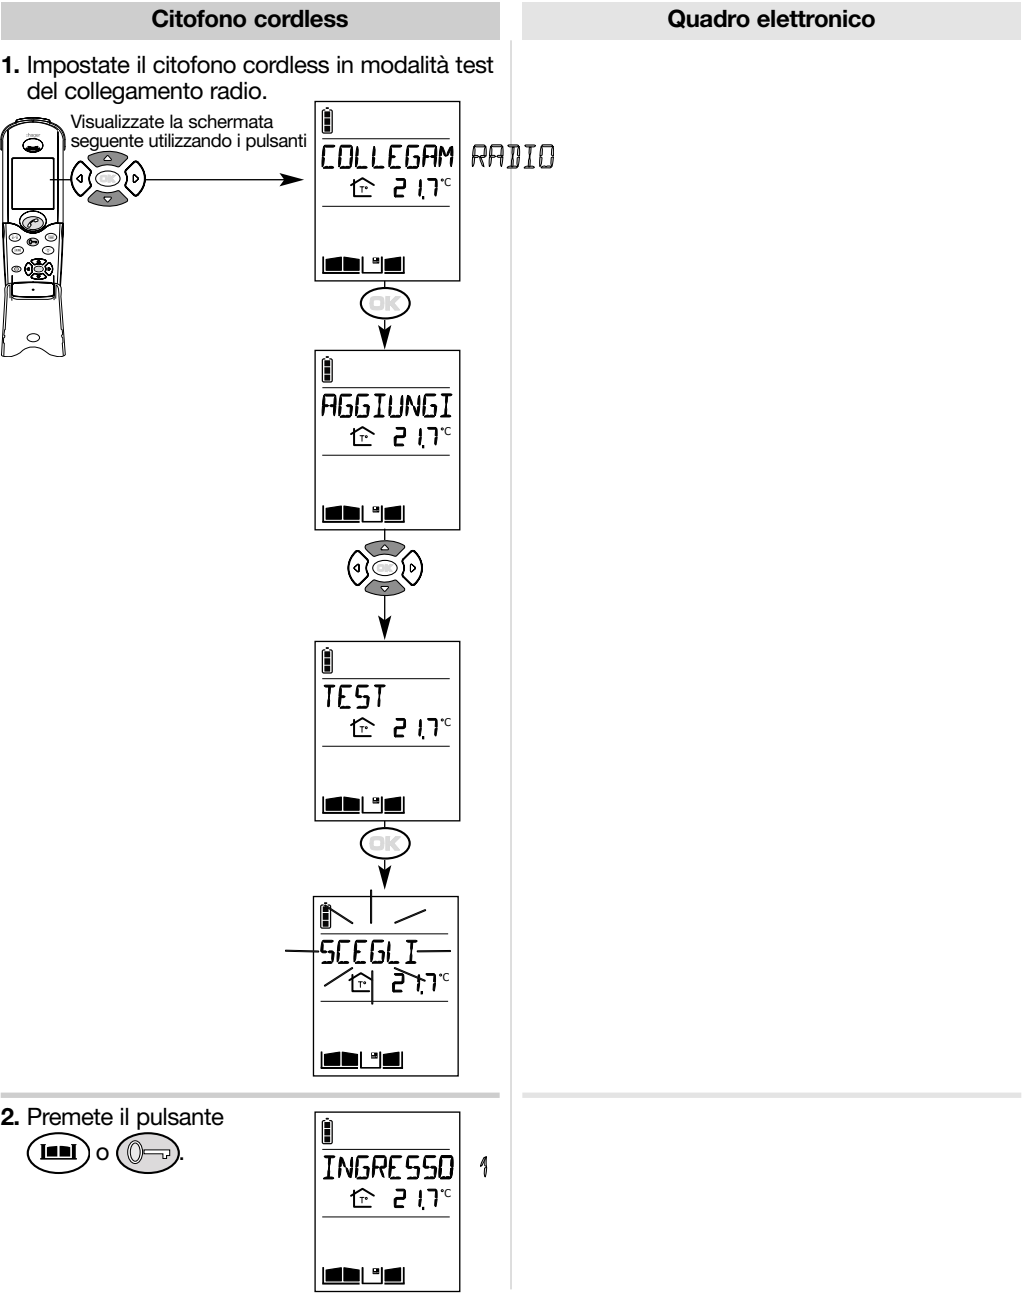 Citofono cordless
Quadro elettronico
1. Impostate il citofono cordless in modalità test
del collegamento radio.
Visualizzate la schermata
seguente utilizzando i pulsanti
OK
COLLEGAM RADIO
T° 21,7°C
OK
AGGIUNGI
T° 21,7°C
OK
TEST
T° 21,7°C
OK
SCEGLI
T° 21,7°C
2. Premete il pulsante
o .
INGRESSO 1
T° 21,7°C